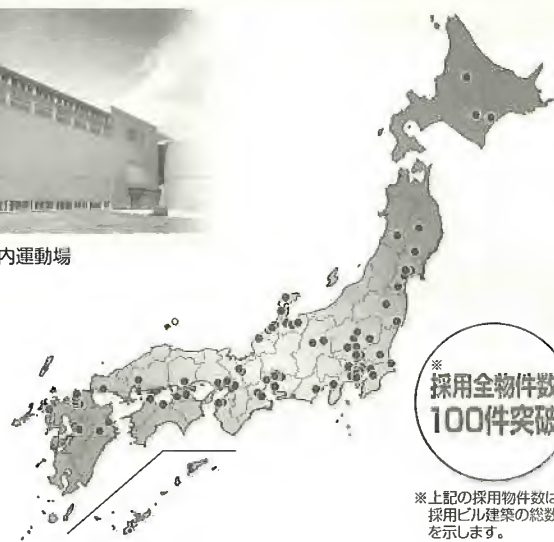 内運動場
※
採用全物件数
100件突破
※上記の採用物件数は
採用ビル建築の総数
を示します。